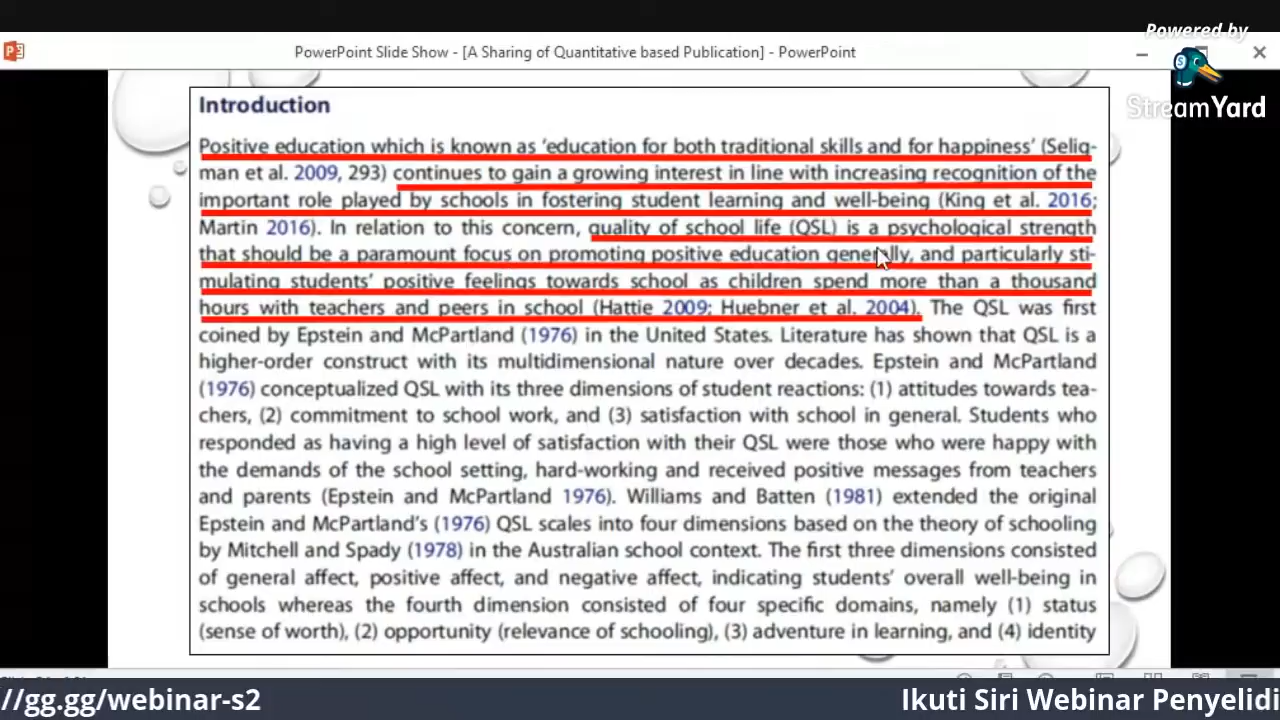 Powered by
PowerPoint Slide Show - [A Sharing of Quantitative based Publication] - PowerPoint
StreamYard
Introduction
Positive education which is known as 'education for both traditional skills and for happiness' (Selig-
man et al. 2009, 293) continues to gain a growing interest in line with increasing recognition of the
important role played by schools in fostering student learning and well-being (King et al. 2016;
Martin 2016). In relation to this concern, quality of school life (QSL) is a psychological strength
that should be a paramount focus on promoting positive education generally, and particularly sti-
mulating students' positive feelings towards school as children spend more than a thousand
hours with teachers and peers in school (Hattie 2009; Huebner et al. 2004). The QSL was first
coined by Epstein and McPartland (1976) in the United States. Literature has shown that QSL is a
higher-order construct with its multidimensional nature over decades. Epstein and McPartland
(1976) conceptualized QSL with its three dimensions of student reactions: (1) attitudes towards tea-
chers, (2) commitment to school work, and (3) satisfaction with school in general. Students who
responded as having a high level of satisfaction with their QSL were those who were happy with
the demands of the school setting, hard-working and received positive messages from teachers
and parents (Epstein and McPartland 1976). Williams and Batten (1981) extended the original
Epstein and McPartland's (1976) QSL scales into four dimensions based on the theory of schooling
by Mitchell and Spady (1978) in the Australian school context. The first three dimensions consisted
of general affect, positive affect, and negative affect, indicating students' overall well-being in
schools whereas the fourth dimension consisted of four specific domains, namely (1) status
(sense of worth), (2) opportunity (relevance of schooling), (3) adventure in learning, and (4) identity
//gg.gg/webinar-s2 Ikuti Siri Webinar Penyelidi